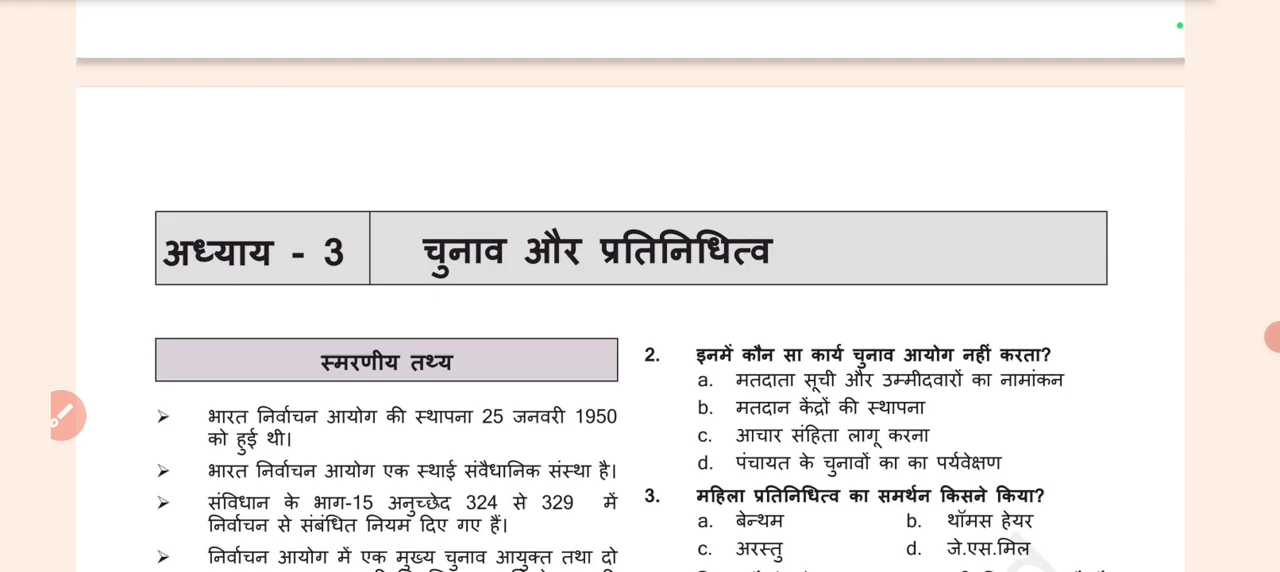 अध्याय - 3
चुनाव और प्रतिनिधित्व
स्मरणीय तथ्य
➢ भारत निर्वाचन आयोग की स्थापना 25 जनवरी 1950
को हुई थी।
➢ भारत निर्वाचन आयोग एक स्थाई संवैधानिक संस्था है।
➢ संविधान के भाग-15 अनुच्छेद 324 से 329 में
निर्वाचन से संबंधित नियम दिए गए हैं।
➢ निर्वाचन आयोग में एक मुख्य चुनाव आयुक्त तथा दो
2. इनमें कौन सा कार्य चुनाव आयोग नहीं करता?
a. मतदाता सूची और उम्मीदवारों का नामांकन
b. मतदान केंद्रों की स्थापना
c. आचार संहिता लागू करना
d. पंचायत के चुनावों का का पर्यवेक्षण
3. महिला प्रतिनिधित्व का समर्थन किसने किया?
a. बेन्थम b. थॉमस हेयर
c. अरस्तु d. जे.एस.मिल